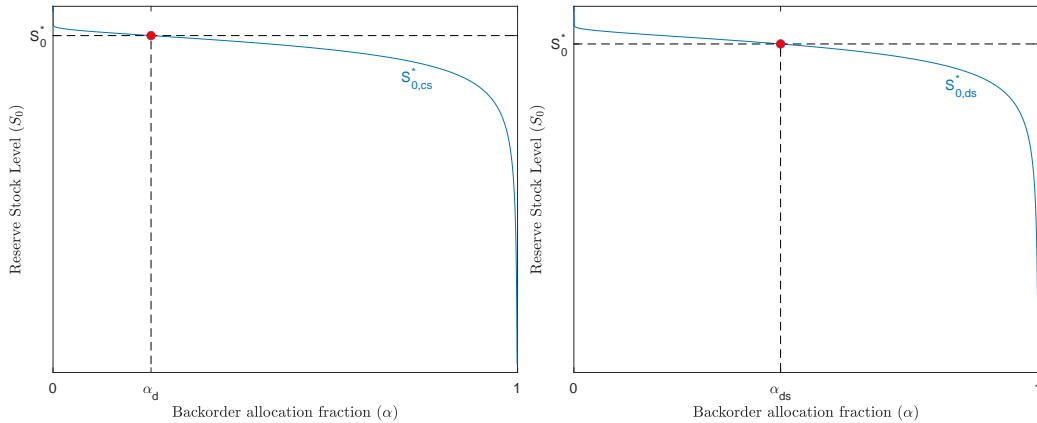 S*0
S*0,cs
Reserve Stock Level (S0)
0
αd
1
Backorder allocation fraction (α)
S*0
S*0,ds
Reserve Stock Level (S0)
0
αds
1
Backorder allocation fraction (α)